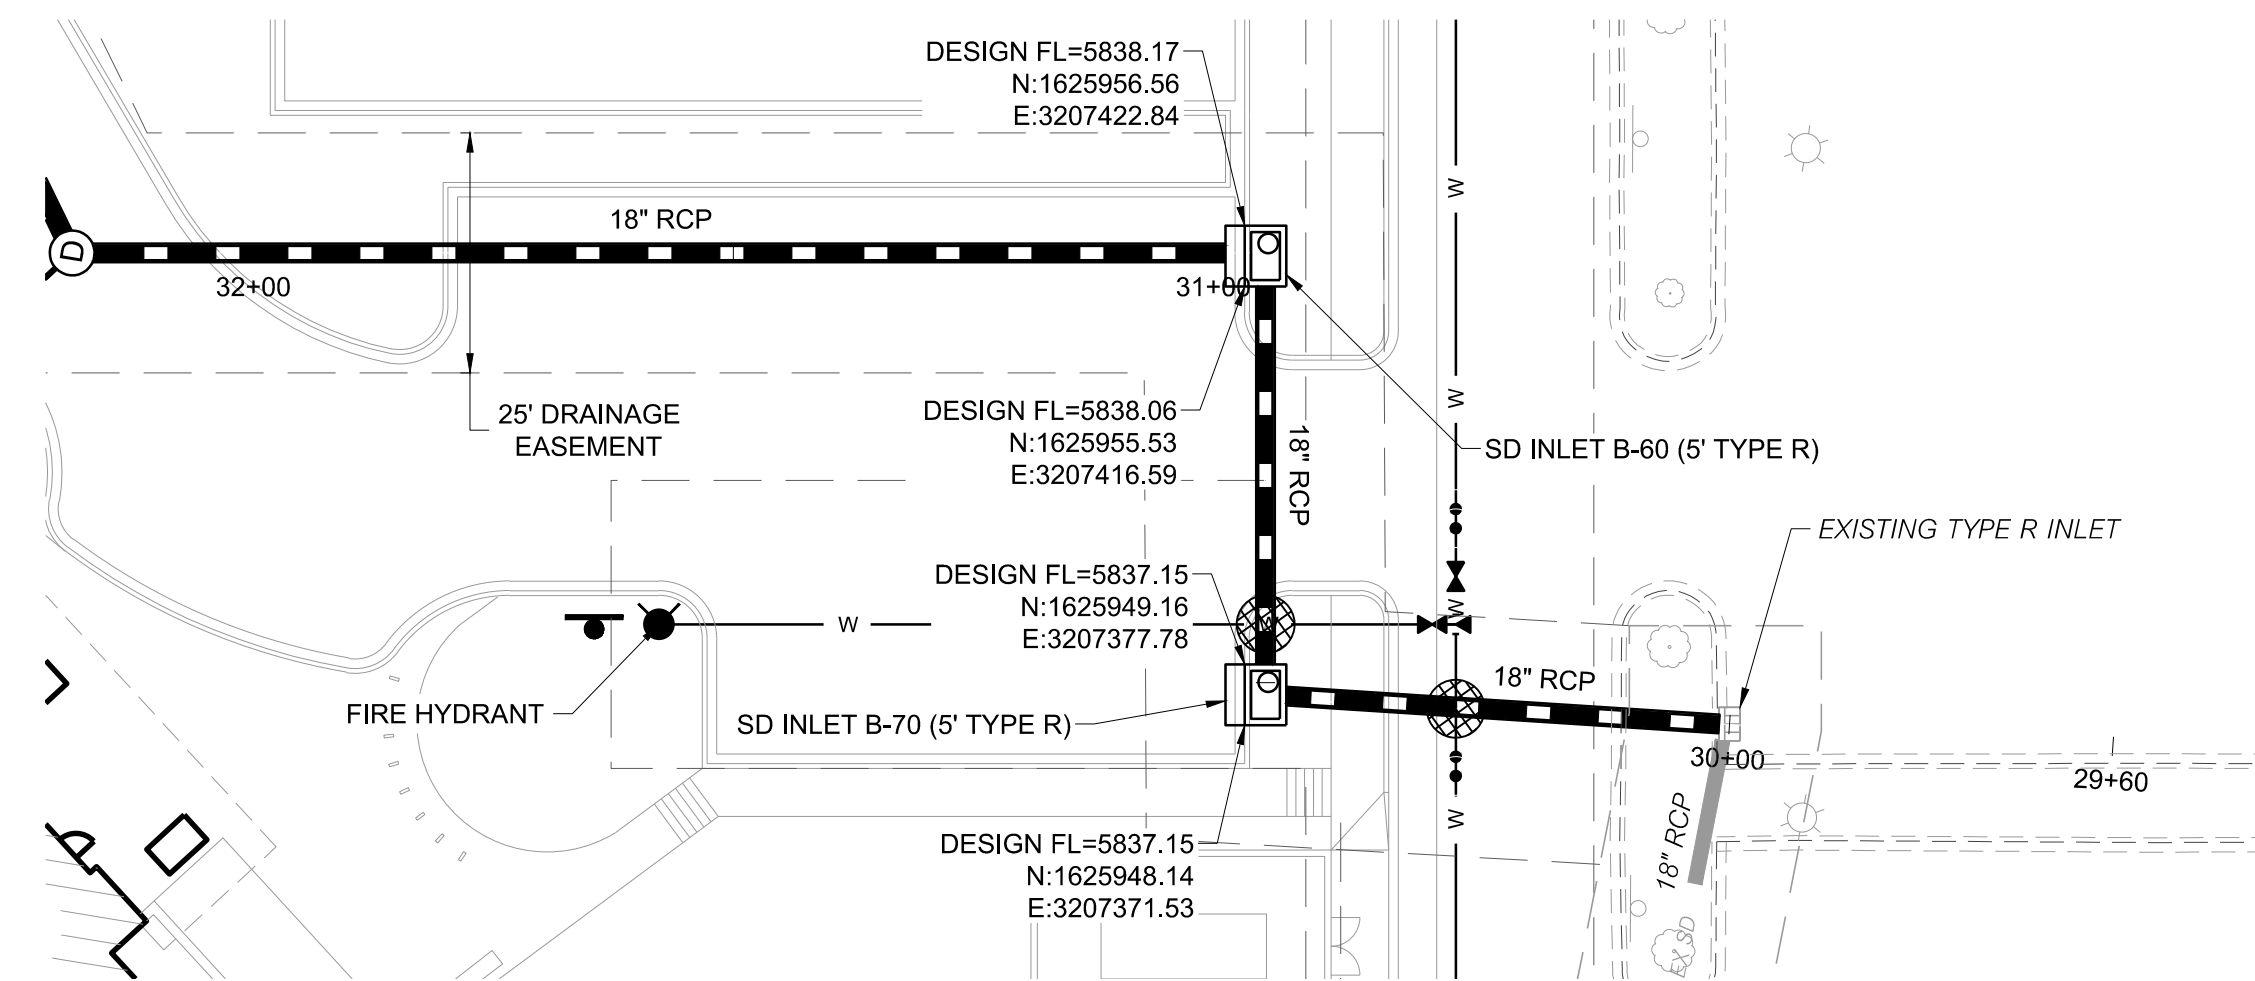 DESIGN FL=5838.17
N:1625956.56
E:3207422.84
W
18" RCP
D
32+00
31+00
25' DRAINAGE
EASEMENT
DESIGN FL=5838.06
N:1625955.53
E:3207416.59
W
18" RCP
SD INLET B-60 (5' TYPE R)
EXISTING TYPE R INLET
DESIGN FL=5837.15
N:1625949.16
E:3207377.78
W
W
W
FIRE HYDRANT
SD INLET B-70 (5' TYPE R)
18" RCP
30+00
29+60
18" RCP
W
DESIGN FL=5837.15
N:1625948.14
E:3207371.53
EX SD